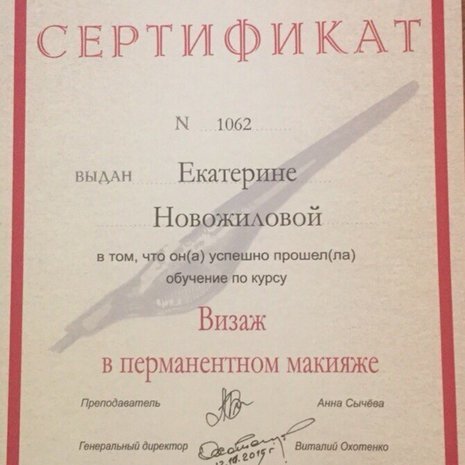 СЕРТИФИКАТ
N 1062
ВЫДАН Екатерине
Новожиловой
в том, что он(а) успешно прошел(ла)
обучение по курсу
Визаж
в перманентном макияже
Преподаватель Анна Сычёва
Генеральный директор Виталий Охотенко